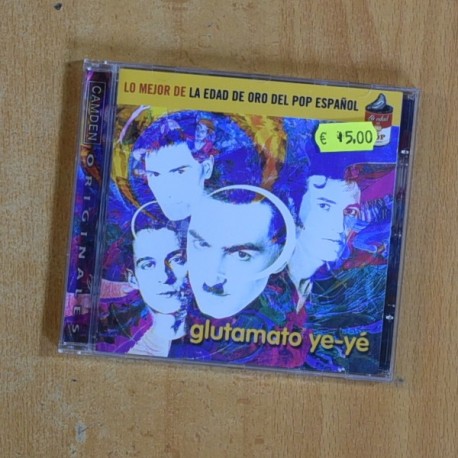 LO MEJOR DE LA EDAD DE ORO DEL POP ESPAÑOL
€ 15,00
CAMDEN ORIGINALES
glutamato ye-yé